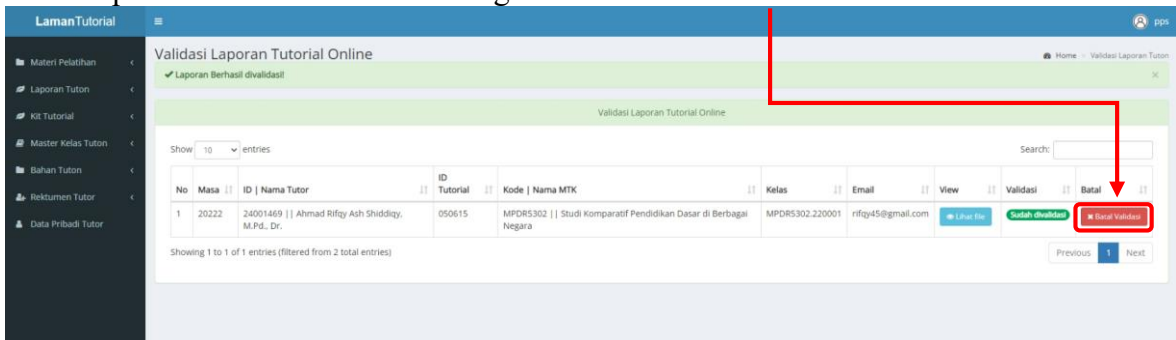 LamanTutorial
pps
Materi Pelatihan
Laporan Tuton
Kit Tutorial
Master Kelas Tuton
Bahan Tuton
Rektumen Tutor
Data Pribadi Tutor
Validasi Laporan Tutorial Online
Home > Validasi Laporan Tuton
Laporan Berhasil divalidasi!
Validasi Laporan Tutorial Online
Show 10 entries
Search:
No Masa ID | Nama Tutor ID Tutorial Kode | Nama MTK Kelas Email View Validasi Batal
1 20222 24001469 || Ahmad Rifqy Ash Shiddiqy, 050615 MPDR5302 || Studi Komparatif Pendidikan Dasar di Berbagai MPDR5302.220001 rifqy45@gmail.com Lihat file Sudah divalidasi Batal Validasi
M.Pd., Dr. Negara
Showing 1 to 1 of 1 entries (filtered from 2 total entries)
Previous 1 Next